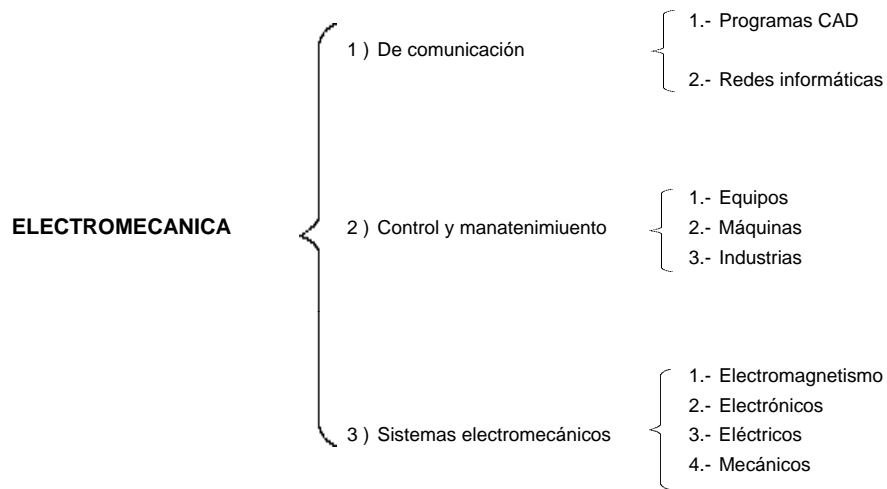 ELECTROMECANICA
1 ) De comunicación
1.- Programas CAD
2.- Redes informáticas
2 ) Control y manatenimiuento
1.- Equipos
2.- Máquinas
3.- Industrias
3 ) Sistemas electromecánicos
1.- Electromagnetismo
2.- Electrónicos
3.- Eléctricos
4.- Mecánicos